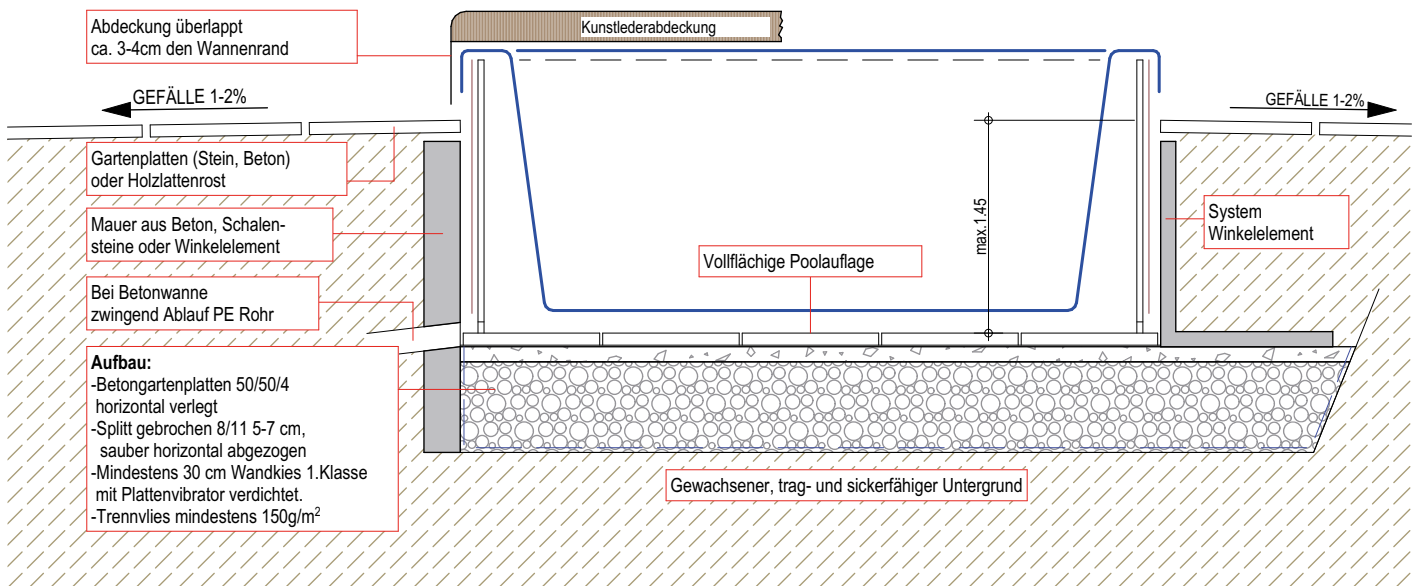 Abdeckung überlappt
ca. 3-4cm den Wannenrand
Kunstlederabdeckung
GEFÄLLE 1-2%
GEFÄLLE 1-2%
Gartenplatten (Stein, Beton)
oder Holzlattenrost
Mauer aus Beton, Schalen-
steine oder Winkelelement
max.1.45
System
Winkelelement
Vollflächige Poolauflage
Bei Betonwanne
zwingend Ablauf PE Rohr
Aufbau:
-Betongartenplatten 50/50/4
horizontal verlegt
-Splitt gebrochen 8/11 5-7 cm,
sauber horizontal abgezogen
-Mindestens 30 cm Wandkies 1.Klasse
mit Plattenvibrator verdichtet.
-Trennvlies mindestens 150g/m²
Gewachsener, trag- und sickerfähiger Untergrund